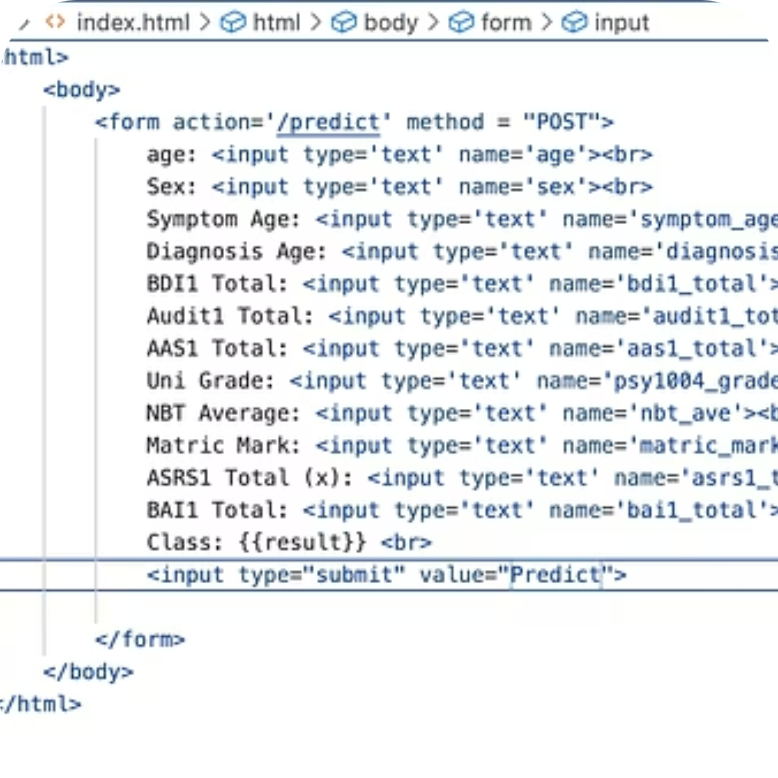 index.html > html > body > form > input
html>
<body>
<form action='/predict' method = "POST">
age: <input type='text' name='age'><br>
Sex: <input type='text' name='sex'><br>
Symptom Age: <input type='text' name='symptom_age
Diagnosis Age: <input type='text' name='diagnosis
BDI1 Total: <input type='text' name='bdi1_total'>
Audit1 Total: <input type='text' name='audit1_tot
AAS1 Total: <input type='text' name='aas1_total'>
Uni Grade: <input type='text' name='psy1004_grade
NBT Average: <input type='text' name='nbt_ave'><b
Matric Mark: <input type='text' name='matric_mark
ASRS1 Total (x): <input type='text' name='asrs1_t
BAI1 Total: <input type='text' name='bai1_total'>
Class: {{result}} <br>
<input type="submit" value="Predict">
</form>
</body>
</html>